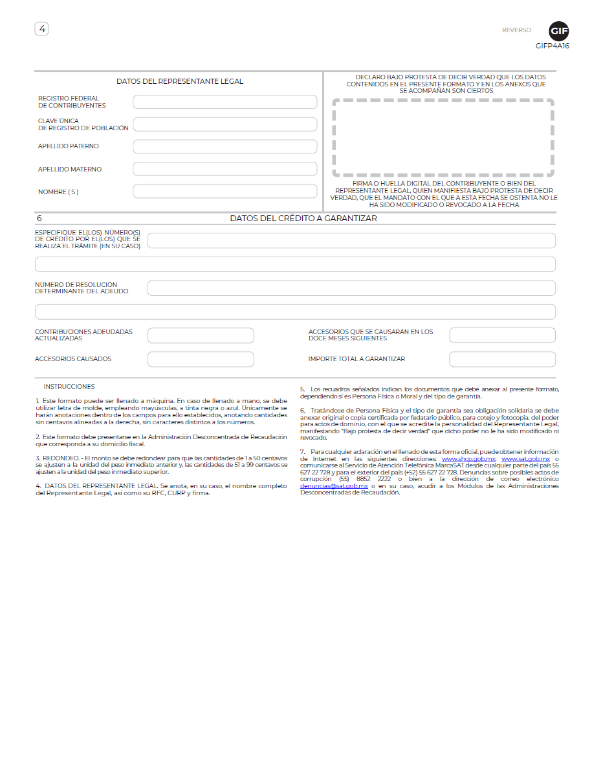 4
REVERSO
GIF
GIFP4A16
DATOS DEL REPRESENTANTE LEGAL
REGISTRO FEDERAL
DE CONTRIBUYENTES
CLAVE ÚNICA
DE REGISTRO DE POBLACIÓN
APELLIDO PATERNO
APELLIDO MATERNO
NOMBRE ( S )
DECLARO BAJO PROTESTA DE DECIR VERDAD QUE LOS DATOS
CONTENIDOS EN EL PRESENTE FORMATO Y EN LOS ANEXOS QUE
SE ACOMPAÑAN SON CIERTOS
FIRMA O HUELLA DIGITAL DEL CONTRIBUYENTE O BIEN DEL
REPRESENTANTE LEGAL, QUIEN MANIFIESTA BAJO PROTESTA DE DECIR
VERDAD, QUE EL MANDATO CON EL QUE A ESTA FECHA SE OSTENTA NO LE
HA SIDO MODIFICADO O REVOCADO A LA FECHA
6 DATOS DEL CRÉDITO A GARANTIZAR
ESPECIFIQUE EL(LOS) NÚMERO(S)
DE CRÉDITO POR EL(LOS) QUE SE
REALIZA EL TRÁMITE (EN SU CASO)
NÚMERO DE RESOLUCIÓN
DETERMINANTE DEL ADEUDO
CONTRIBUCIONES ADEUDADAS
ACTUALIZADAS
ACCESORIOS QUE SE CAUSARÁN EN LOS
DOCE MESES SIGUIENTES
ACCESORIOS CAUSADOS
IMPORTE TOTAL A GARANTIZAR
INSTRUCCIONES
1. Este formato puede ser llenado a máquina. En caso de llenado a mano, se debe
utilizar letra de molde, empleando mayúsculas, a tinta negra o azul. Únicamente se
harán anotaciones dentro de los campos para ello establecidos, anotando cantidades
sin centavos alineadas a la derecha, sin caracteres distintos a los números.
2. Este formato debe presentarse en la Administración Desconcentrada de Recaudación
que corresponda a su domicilio fiscal.
3. REDONDEO. - El monto se debe redondear para que las cantidades de 1 a 50 centavos
se ajusten a la unidad del peso inmediato anterior y, las cantidades de 51 a 99 centavos se
ajusten a la unidad del peso inmediato superior.
4. DATOS DEL REPRESENTANTE LEGAL. Se anota, en su caso, el nombre completo
del Representante Legal, así como su RFC, CURP y firma.
5. Los recuadros señalados indican los documentos que debe anexar al presente formato,
dependiendo si es Persona Física o Moral y del tipo de garantía.
6. Tratándose de Persona Física y el tipo de garantía sea obligación solidaria se debe
anexar original o copia certificada por fedatario público, para cotejo y fotocopia, del poder
para actos de dominio, con el que se acredite la personalidad del Representante Legal,
manifestando "Bajo protesta de decir verdad" que dicho poder no le ha sido modificado ni
revocado.
7. Para cualquier aclaración en el llenado de esta forma oficial, puede obtener información
de Internet en las siguientes direcciones: www.shcp.gob.mx; www.sat.gob.mx o
comunicarse al Servicio de Atención Telefónica MarcaSAT desde cualquier parte del país 55
627 22 728 y para el exterior del país (+52) 55 627 22 728. Denuncias sobre posibles actos de
corrupción (55) 8852 2222 o bien a la dirección de correo electrónico
denuncias@sat.gob.mx o en su caso, acudir a los Módulos de las Administraciones
Desconcentradas de Recaudación.